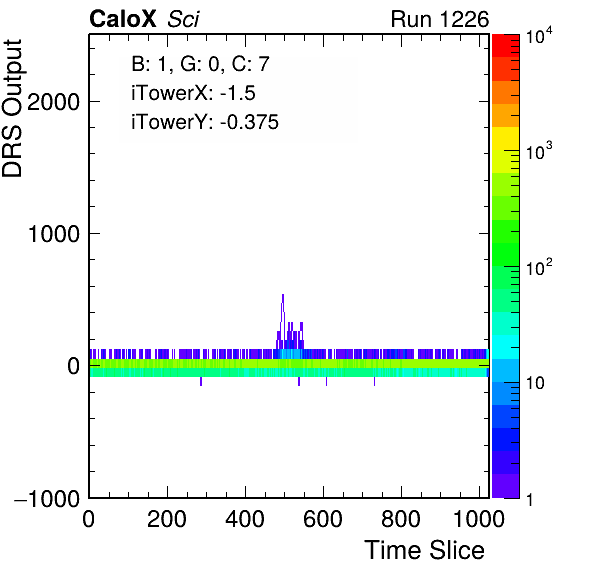 CaloX Sci Run 1226
B: 1, G: 0, C: 7
iTowerX: -1.5
iTowerY: -0.375
DRS Output
2000
1000
0
−1000
0 200 400 600 800 1000
Time Slice
10^4
10^3
10^2
10
1